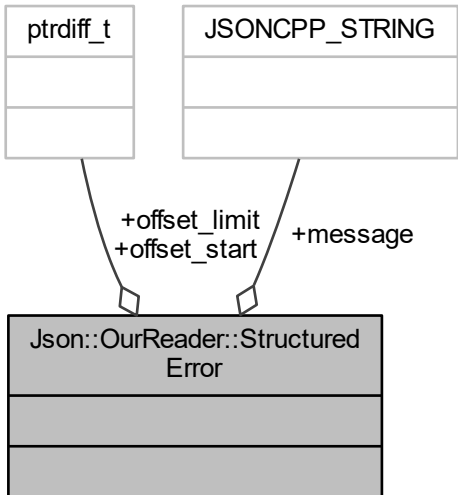 ptrdiff_t
JSONCPP_STRING
+offset_limit
+offset_start
+message
Json::OurReader::Structured
Error